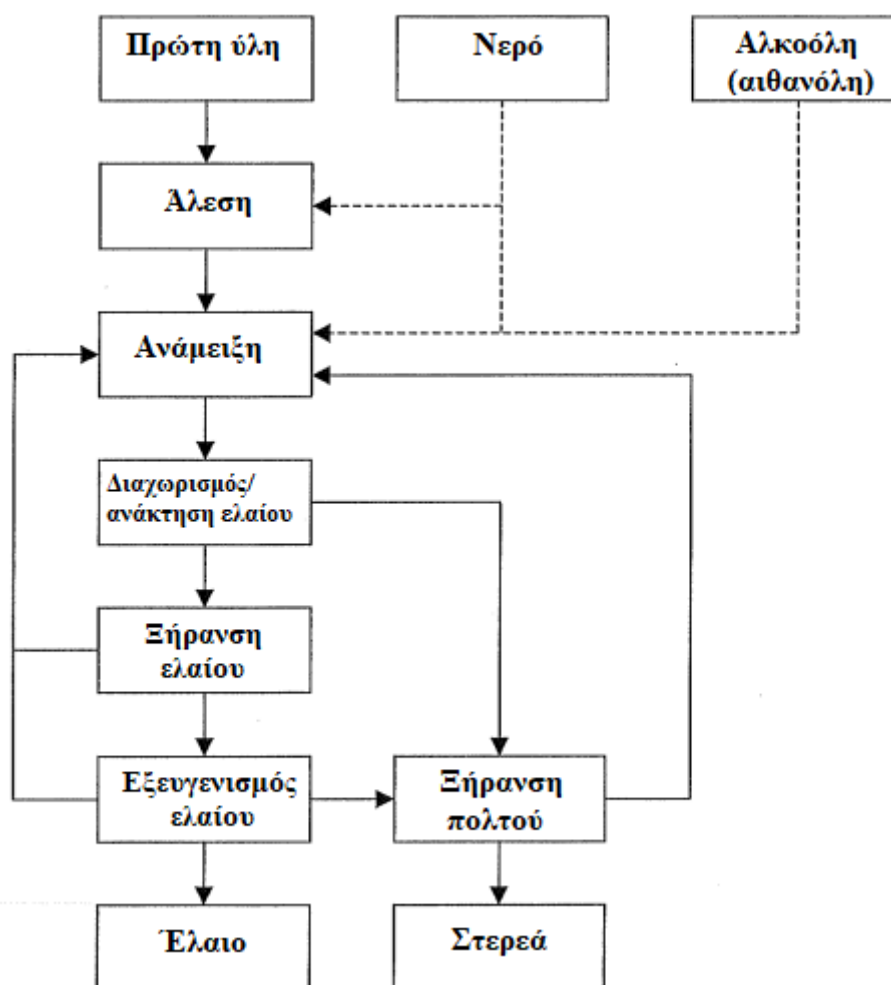 Πρώτη ύλη
Νερό
Αλκοόλη
(αιθανόλη)
Άλεση
Ανάμειξη
Διαχωρισμός/
ανάκτηση ελαίου
Ξήρανση
ελαίου
Εξευγενισμός
ελαίου
Ξήρανση
πολτού
Έλαιο
Στερεά